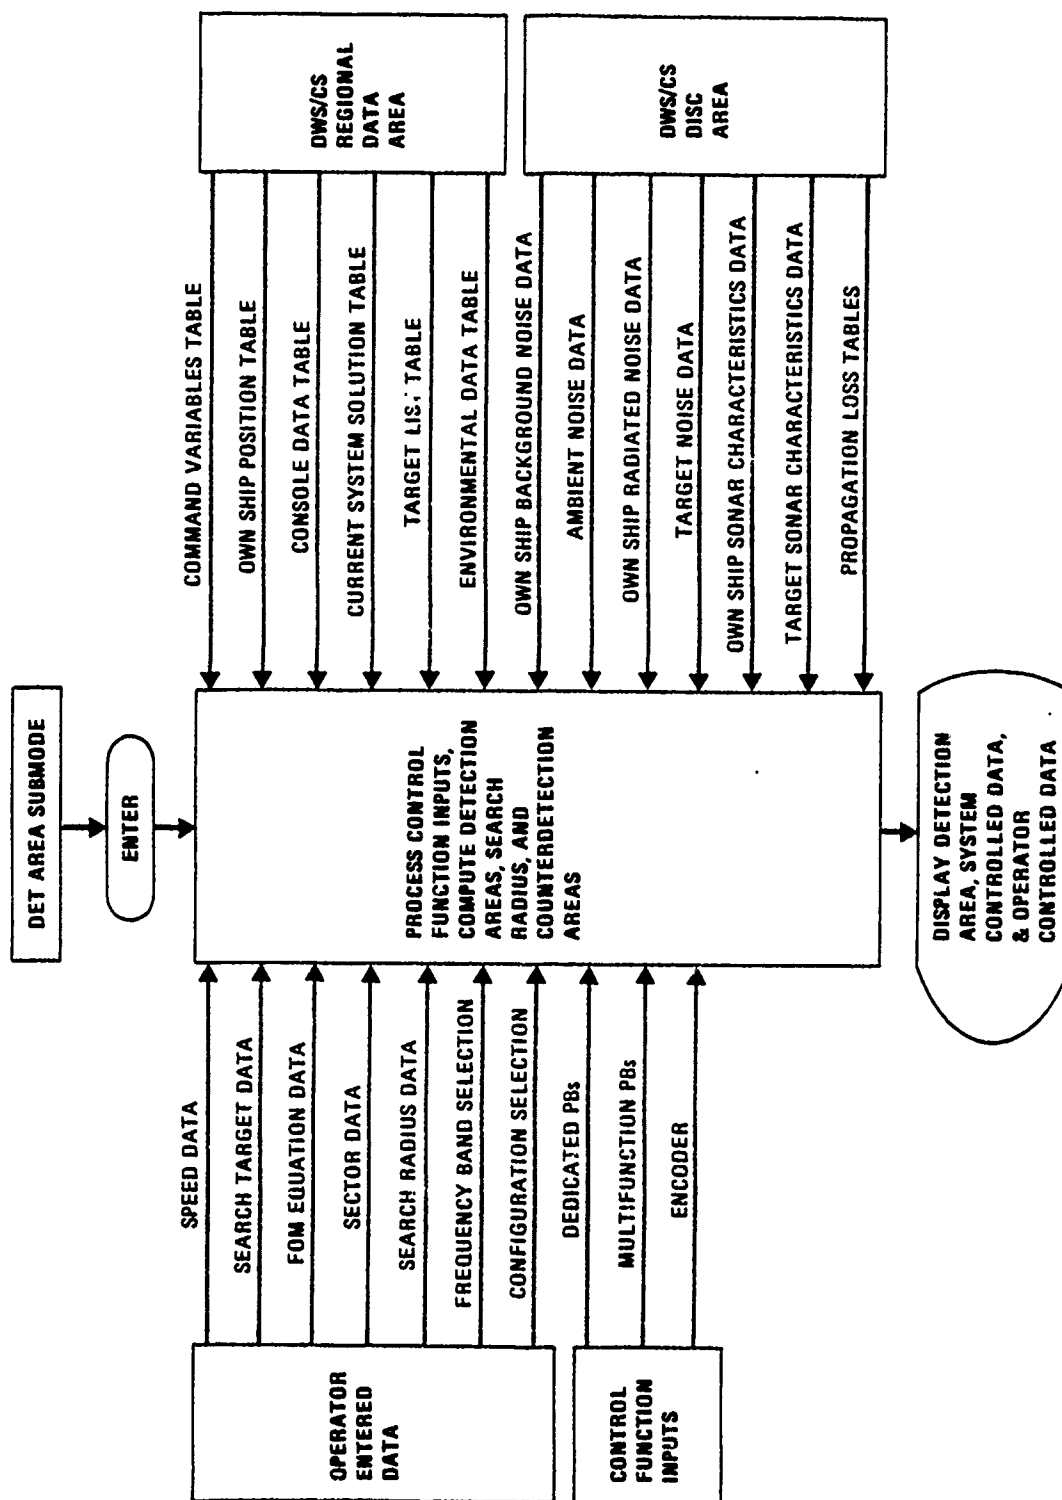 DET AREA SUBMODE
ENTER
OPERATOR
ENTERED
DATA
SPEED DATA
SEARCH TARGET DATA
FOM EQUATION DATA
SECTOR DATA
SEARCH RADIUS DATA
FREQUENCY BAND SELECTION
CONFIGURATION SELECTION
CONTROL
FUNCTION
INPUTS
DEDICATED PBs
MULTIFUNCTION PBs
ENCODER
PROCESS CONTROL
FUNCTION INPUTS,
COMPUTE DETECTION
AREAS, SEARCH
RADIUS, AND
COUNTERDETECTION
AREAS
COMMAND VARIABLES TABLE
OWN SHIP POSITION TABLE
CONSOLE DATA TABLE
CURRENT SYSTEM SOLUTION TABLE
TARGET LIST TABLE
ENVIRONMENTAL DATA TABLE
DWS/CS
REGIONAL
DATA
AREA
OWN SHIP BACKGROUND NOISE DATA
AMBIENT NOISE DATA
OWN SHIP RADIATED NOISE DATA
TARGET NOISE DATA
OWN SHIP SONAR CHARACTERISTICS DATA
TARGET SONAR CHARACTERISTICS DATA
PROPAGATION LOSS TABLES
DWS/CS
DISC
AREA
DISPLAY DETECTION
AREA, SYSTEM
CONTROLLED DATA,
& OPERATOR
CONTROLLED DATA